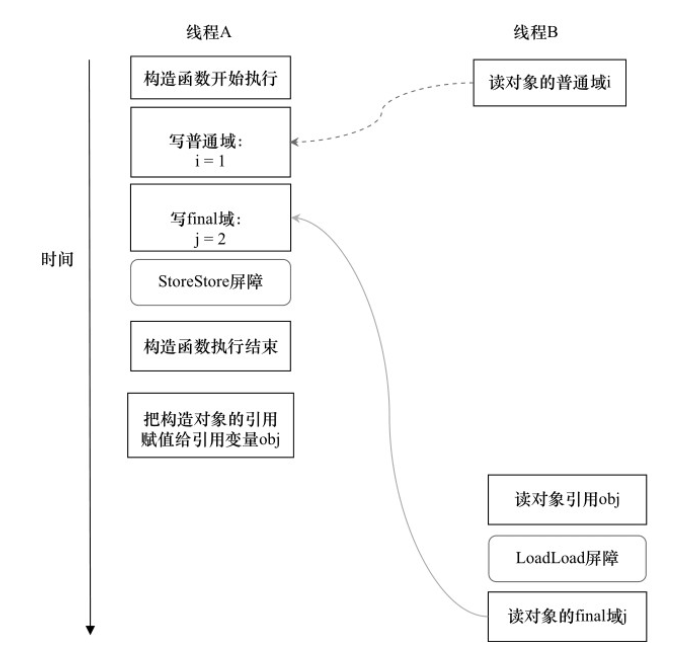 线程A
线程B
构造函数开始执行
读对象的普通域i
写普通域：
i = 1
写final域：
j = 2
时间
StoreStore屏障
构造函数执行结束
把构造对象的引用
赋值给引用变量obj
读对象引用obj
LoadLoad屏障
读对象的final域j